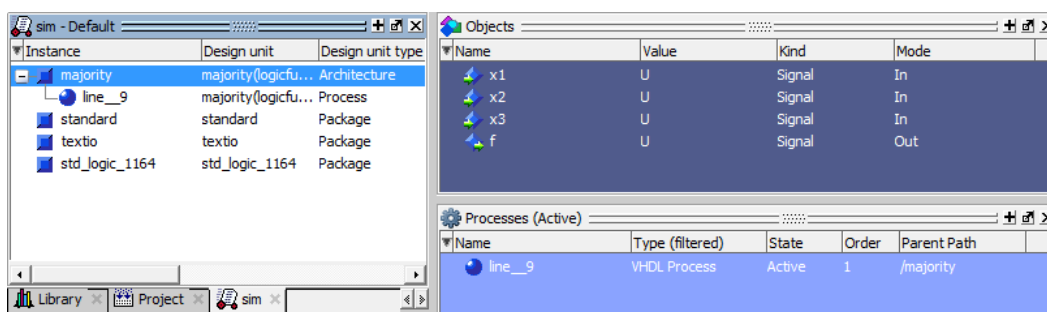 sim - Default
Instance Design unit Design unit type
majority majority(logicfu... Architecture
line__9 majority(logicfu... Process
standard standard Package
textio textio Package
std_logic_1164 std_logic_1164 Package
Library Project sim
Objects
Name Value Kind Mode
x1 U Signal In
x2 U Signal In
x3 U Signal In
f U Signal Out
Processes (Active)
Name Type (filtered) State Order Parent Path
line__9 VHDL Process Active 1 /majority